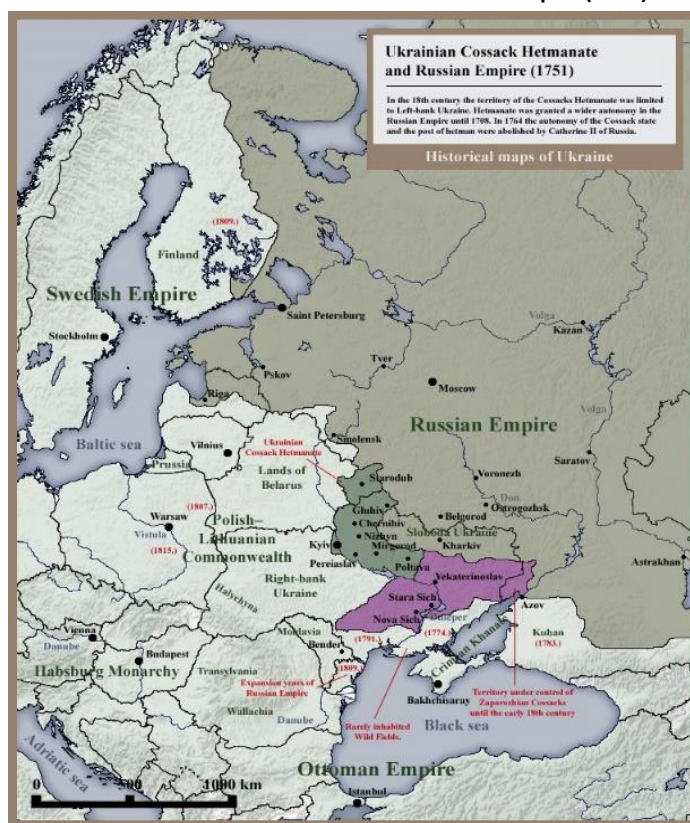 Ukrainian Cossack Hetmanate
and Russian Empire (1751)
In the 18th century the territory of the Cossacks Hetmanate was limited
to Left-bank Ukraine. Hetmanate was granted a wider autonomy in the
Russian Empire until 1708. In 1764 the autonomy of the Cossack state
and the post of hetman were abolished by Catherine II of Russia.
Historical maps of Ukraine
(1809.)
Finland
Swedish Empire
Saint Petersburg
Stockholm
Volga
Kazan
Tver
Pskov
Moscow
Riga
Volga
Russian Empire
Baltic sea
Smolensk
Vilnius
Ukrainian
Cossack Hetmanate
Prussia
Lands of
Belarus
Saratov
Starodub
Voronezh
Don
Ostrogozhsk
Warsaw
(1807.)
Vistula
(1815.)
Polish–
Lithuanian
Commonwealth
Gluhiv
Chernihiv
Belgorod
Sloboda Ukraine
Nizhyn
Kyiv
Mirgorod
Kharkiv
Pereiaslav
Poltava
Astrakhan
Right-bank
Ukraine
Halychyna
Yekaterinoslav
Stara Sich
Azov
Nova Sich
Dnieper
Vienna
Danube
Moldavia
Bender
(1791.)
(1774.)
Kuban
(1783.)
Budapest
Habsburg Monarchy
Transylvania
(1809.)
Crimean Khanate
Expansion years of
Russian Empire
Bakhchisaray
Territory under control of
Zaporozhian Cossacks
until the early 18th century
Wallachia
Danube
Rarely inhabited
Wild Fields.
Black sea
Adriatic sea
Ottoman Empire
0 500 1000 km
Istanbul